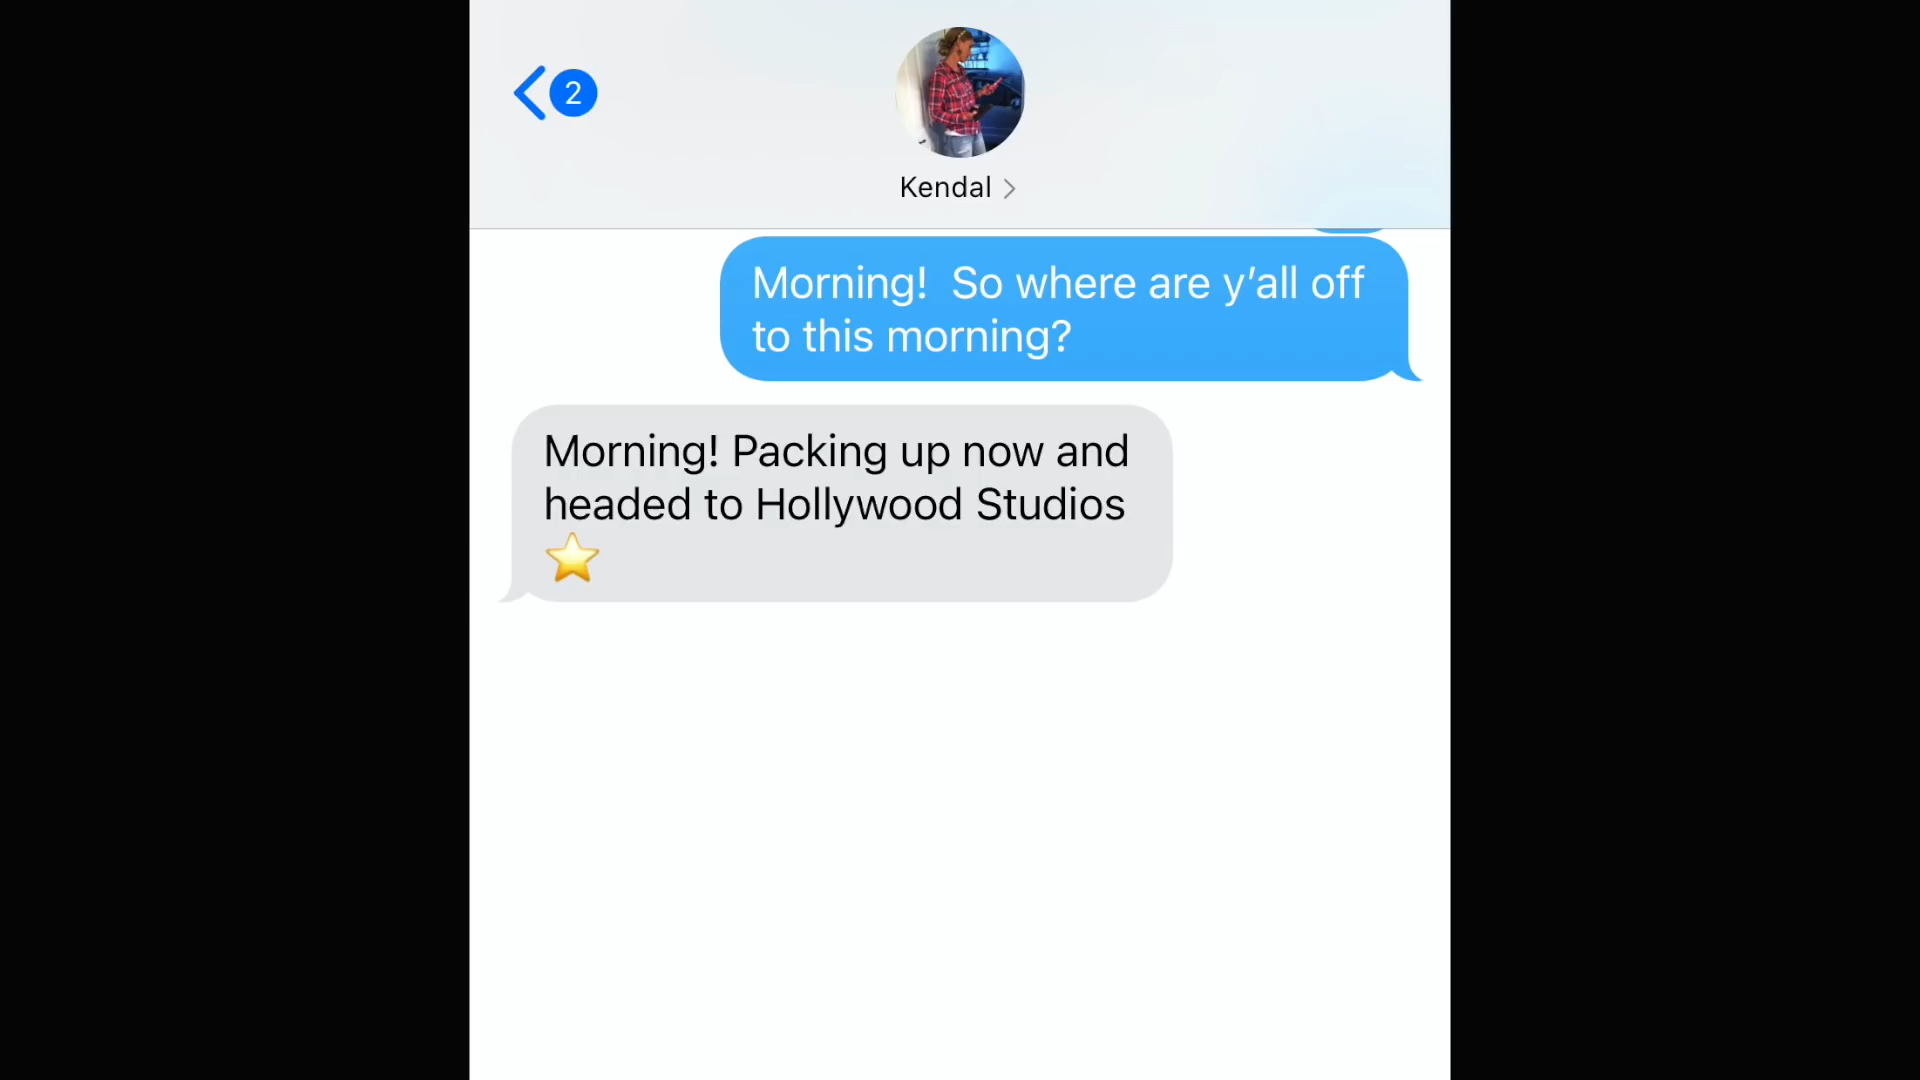 2
Kendal
Morning!  So where are y’all off
to this morning?
Morning! Packing up now and
headed to Hollywood Studios
⭐